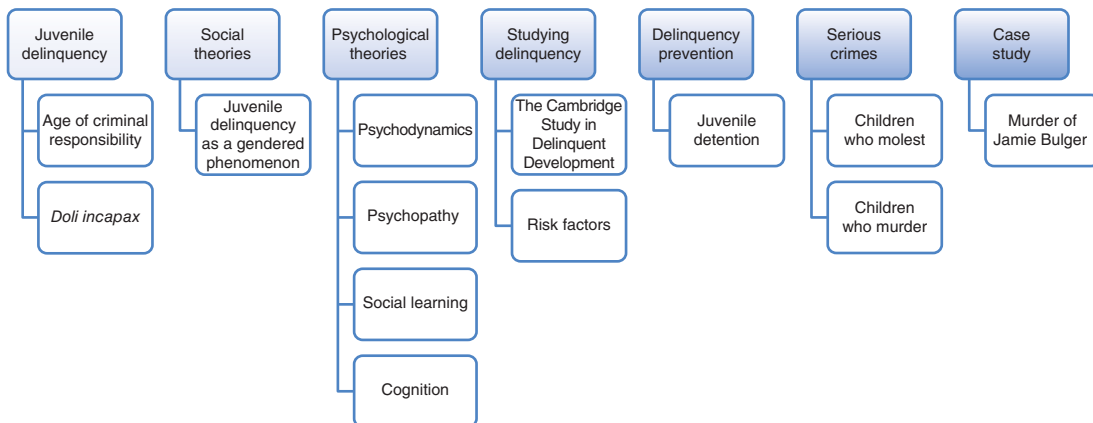 Juvenile
delinquency
Age of criminal
responsibility
Doli incapax
Social
theories
Juvenile
delinquency
as a gendered
phenomenon
Psychological
theories
Psychodynamics
Psychopathy
Social learning
Cognition
Studying
delinquency
The Cambridge
Study in
Delinquent
Development
Risk factors
Delinquency
prevention
Juvenile
detention
Serious
crimes
Children
who molest
Children
who murder
Case
study
Murder of
Jamie Bulger